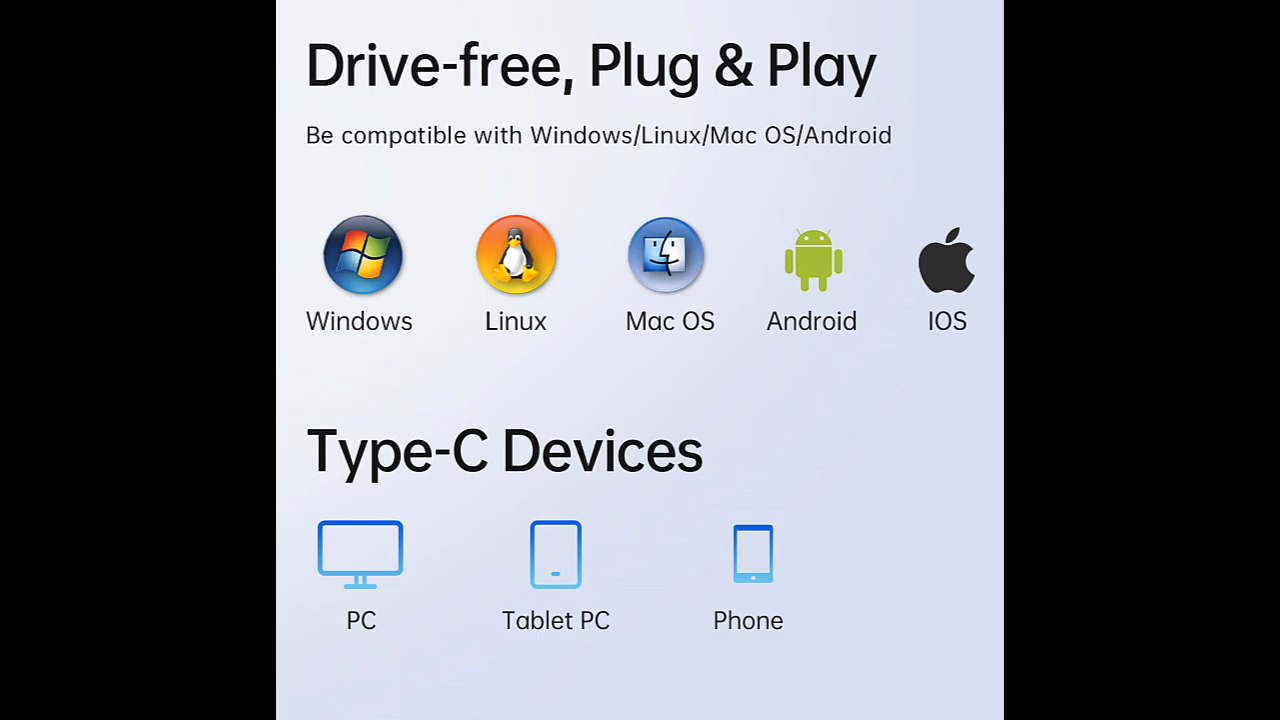 Drive-free, Plug & Play
Be compatible with Windows/Linux/Mac OS/Android
Windows Linux Mac OS Android IOS
Type-C Devices
PC Tablet PC Phone